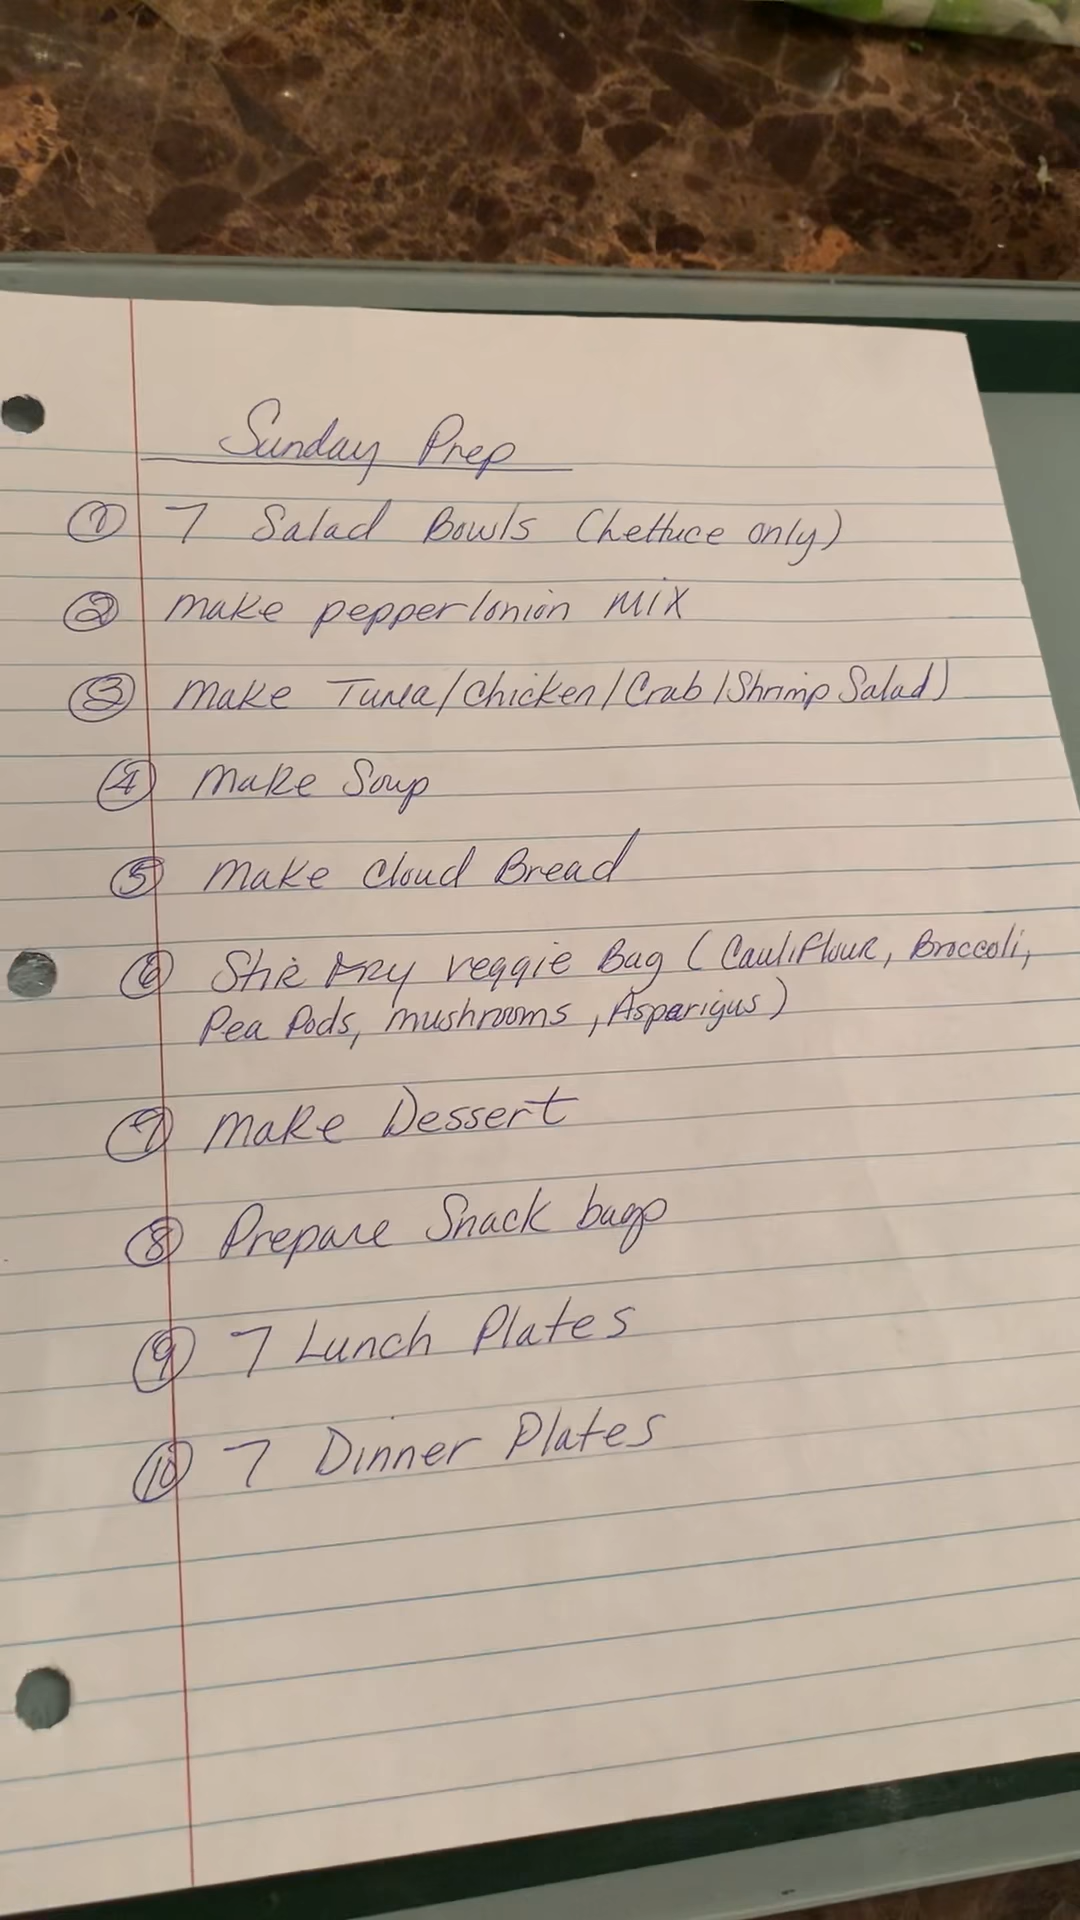 Sunday Prep
① 7 Salad Bowls (Lettuce only)
② Make pepper/onion Mix
③ Make Tuna/Chicken/Crab/Shrimp Salad)
④ Make Soup
⑤ Make Cloud Bread
⑥ Stir Fry veggie Bag (Cauliflour, Broccoli,
Pea Pods, mushrooms, Asparigus)
⑦ Make Dessert
⑧ Prepare Snack bags
⑨ 7 Lunch Plates
⑩ 7 Dinner Plates